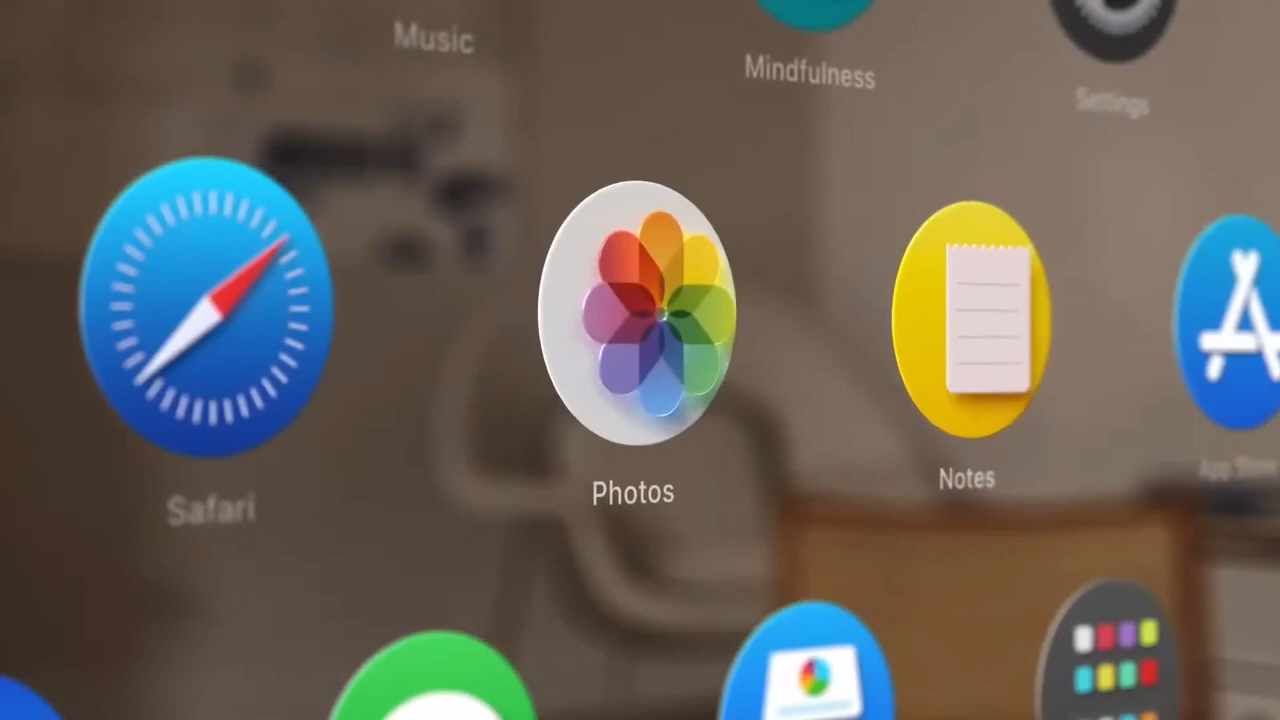 Music
Mindfulness
Settings
Safari
Photos
Notes
App Store